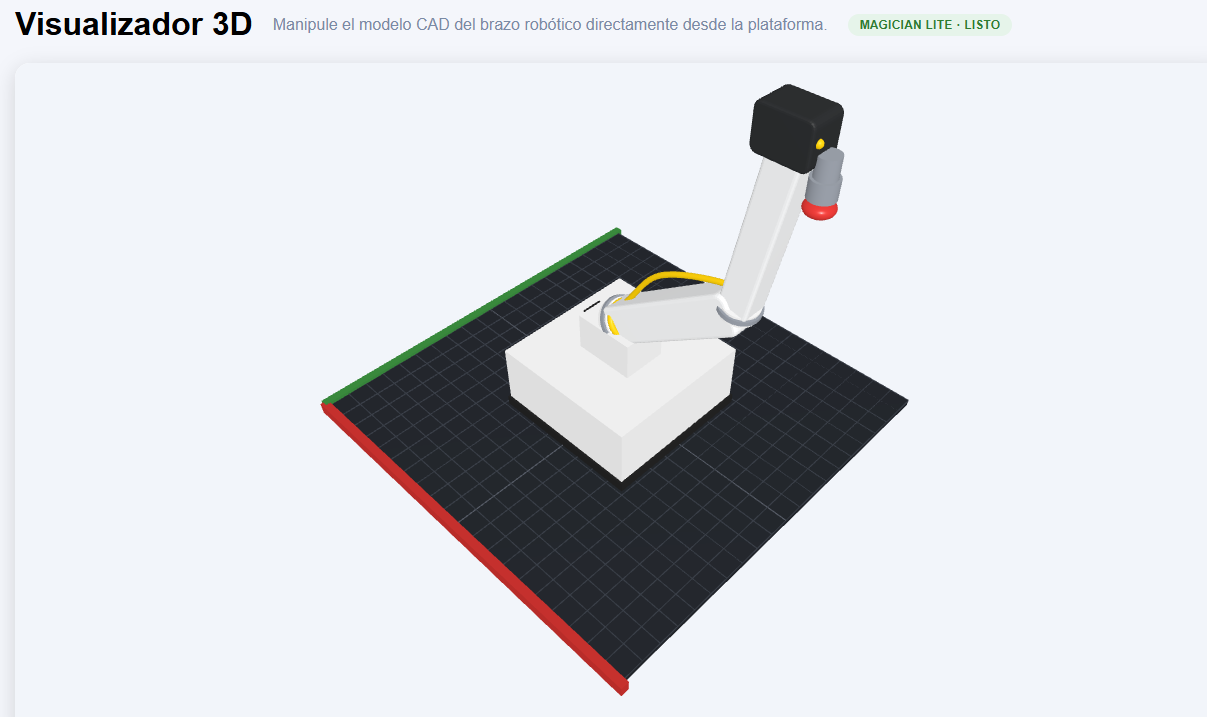 Visualizador 3D
Manipule el modelo CAD del brazo robótico directamente desde la plataforma.
MAGICIAN LITE · LISTO